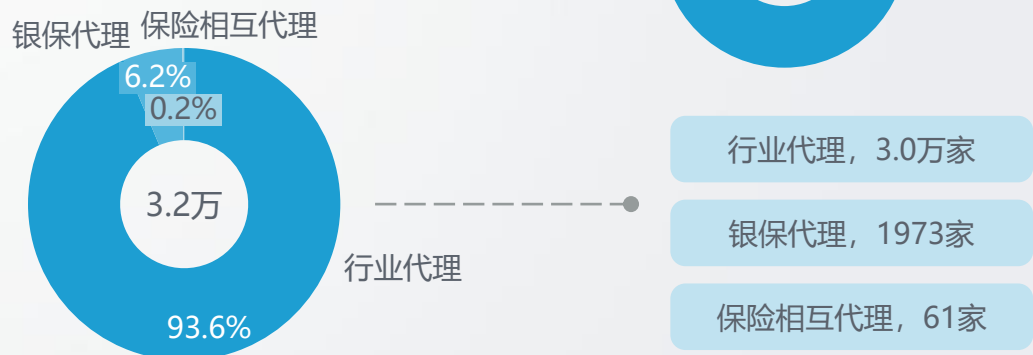 银保代理
保险相互代理
6.2%
0.2%
3.2万
行业代理
93.6%
行业代理，3.0万家
银保代理，1973家
保险相互代理，61家